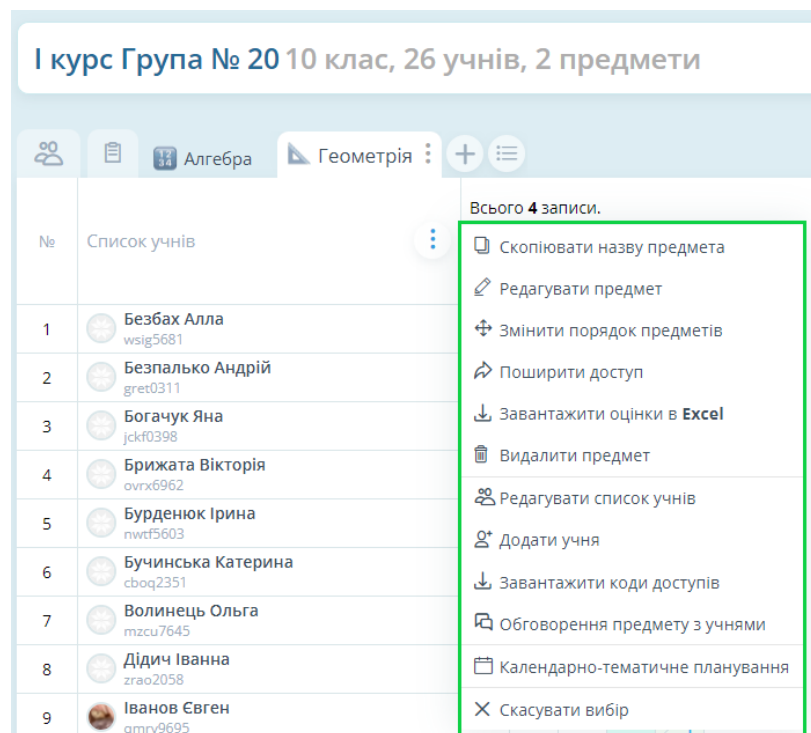 І курс Група № 20 10 клас, 26 учнів, 2 предмети
Алгебра
Геометрія
Всього 4 записи.
№ Список учнів
Скопіювати назву предмета
Редагувати предмет
Змінити порядок предметів
Поширити доступ
Завантажити оцінки в Excel
Видалити предмет
Редагувати список учнів
Додати учня
Завантажити коди доступів
Обговорення предмету з учнями
Календарно-тематичне планування
Скасувати вибір
1 Безбах Алла
wsig5681
2 Безпалько Андрій
gret0311
3 Богачук Яна
jckf0398
4 Брижата Вікторія
ovrx6962
5 Бурденюк Ірина
nwtf5603
6 Бучинська Катерина
cboq2351
7 Волинець Ольга
mzcu7645
8 Дідич Іванна
zrao2058
9 Іванов Євген